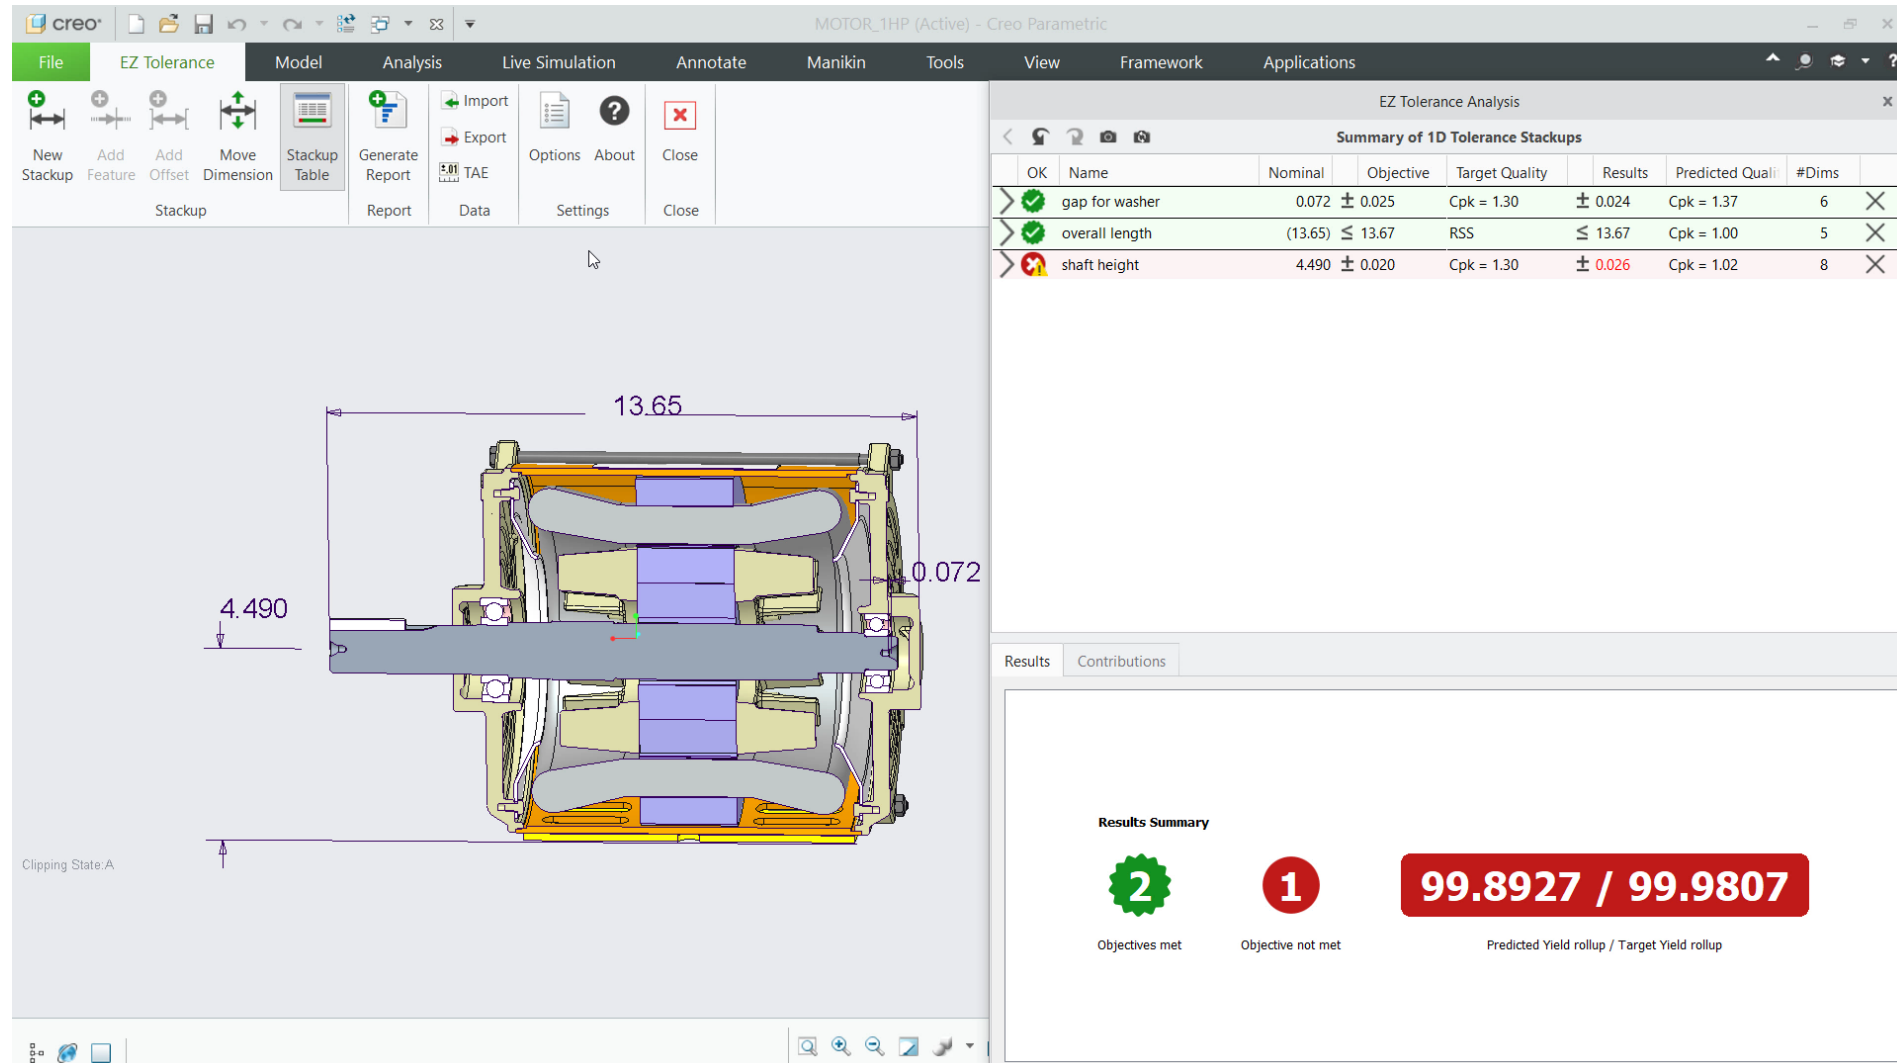 creo·
MOTOR_1HP (Active) - Creo Parametric
File EZ Tolerance Model Analysis Live Simulation Annotate Manikin Tools View Framework Applications
New Stackup
Add Feature
Add Offset
Move Dimension
Stackup Table
Generate Report
Import
Export
.01 TAE
Options
About
Close
Stackup Report Data Settings Close
EZ Tolerance Analysis
Summary of 1D Tolerance Stackups
OK Name Nominal Objective Target Quality Results Predicted Quali #Dims
gap for washer 0.072 ± 0.025 Cpk = 1.30 ± 0.024 Cpk = 1.37 6
overall length (13.65) ≤ 13.67 RSS ≤ 13.67 Cpk = 1.00 5
shaft height 4.490 ± 0.020 Cpk = 1.30 ± 0.026 Cpk = 1.02 8
13.65
0.072
4.490
Clipping State:A
Results Contributions
Results Summary
2 1 99.8927 / 99.9807
Objectives met Objective not met Predicted Yield rollup / Target Yield rollup